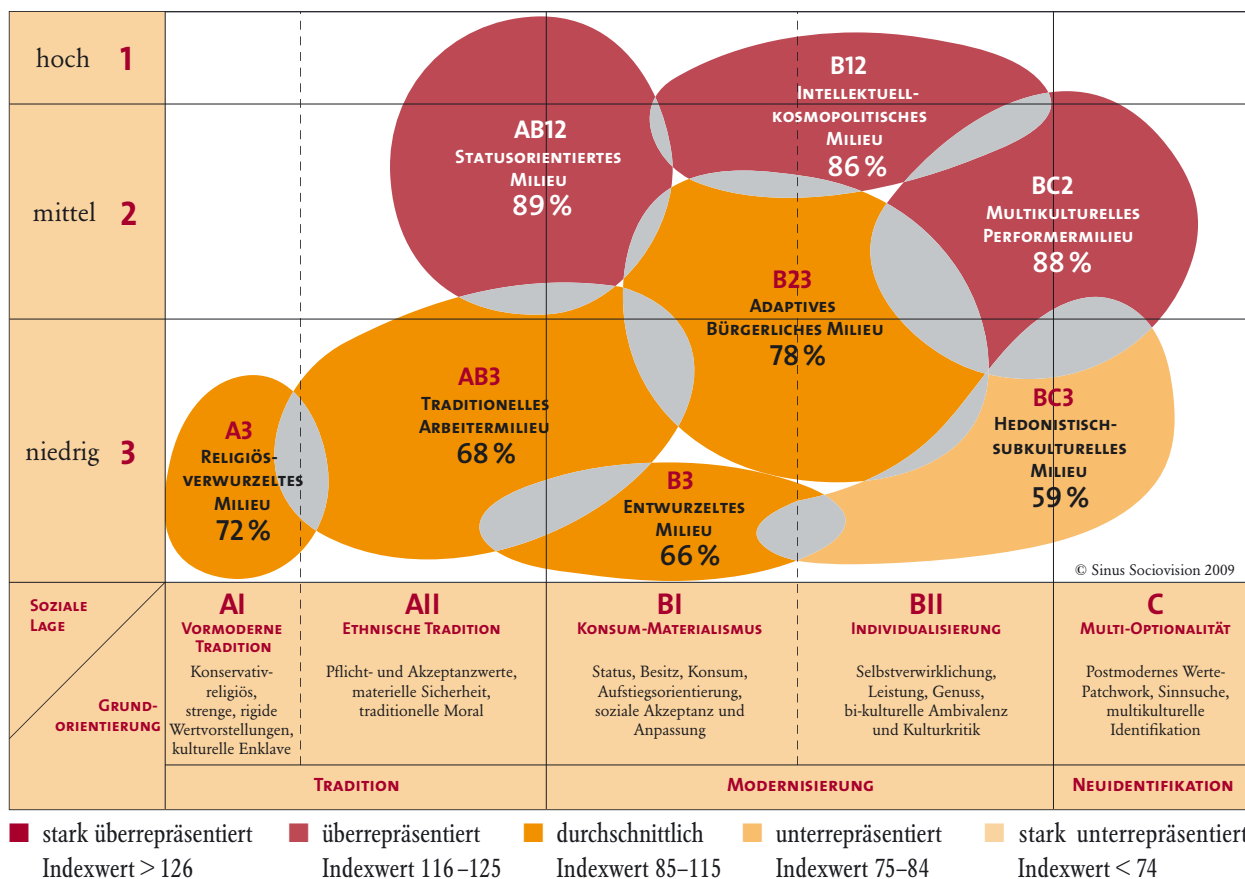 hoch 1
mittel 2
niedrig 3
B12
Intellektuell-
kosmopolitisches
Milieu
86 %
AB12
Statusorientiertes
Milieu
89 %
BC2
Multikulturelles
Performermilieu
88 %
B23
Adaptives
Bürgerliches Milieu
78 %
AB3
Traditionelles
Arbeitermilieu
68 %
A3
Religiös-
verwurzeltes
Milieu
72 %
BC3
Hedonistisch-
subkulturelles
Milieu
59 %
B3
Entwurzeltes
Milieu
66 %
© Sinus Sociovision 2009
Soziale
Lage
Grund-
orientierung
AI
Vormoderne
Tradition
Konservativ-
religiös,
strenge, rigide
Wertvorstellungen,
kulturelle Enklave
AII
Ethnische Tradition
Pflicht- und Akzeptanzwerte,
materielle Sicherheit,
traditionelle Moral
BI
Konsum-Materialismus
Status, Besitz, Konsum,
Aufstiegsorientierung,
soziale Akzeptanz und
Anpassung
BII
Individualisierung
Selbstverwirklichung,
Leistung, Genuss,
bi-kulturelle Ambivalenz
und Kulturkritik
C
Multi-Optionalität
Postmodernes Werte-
Patchwork, Sinnsuche,
multikulturelle
Identifikation
Tradition
Modernisierung
Neuidentifikation
stark überrepräsentiert
Indexwert > 126
überrepräsentiert
Indexwert 116–125
durchschnittlich
Indexwert 85–115
unterrepräsentiert
Indexwert 75–84
stark unterrepräsentiert
Indexwert < 74